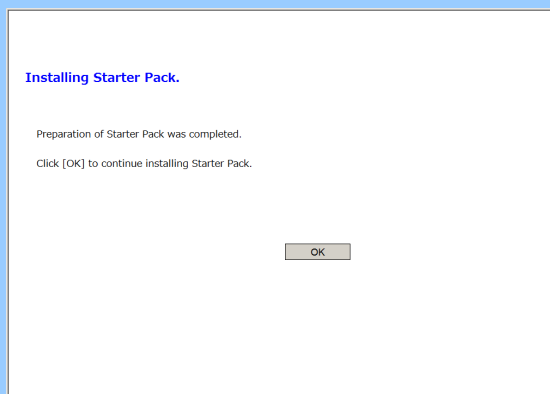 Installing Starter Pack.
Preparation of Starter Pack was completed.
Click [OK] to continue installing Starter Pack.
OK